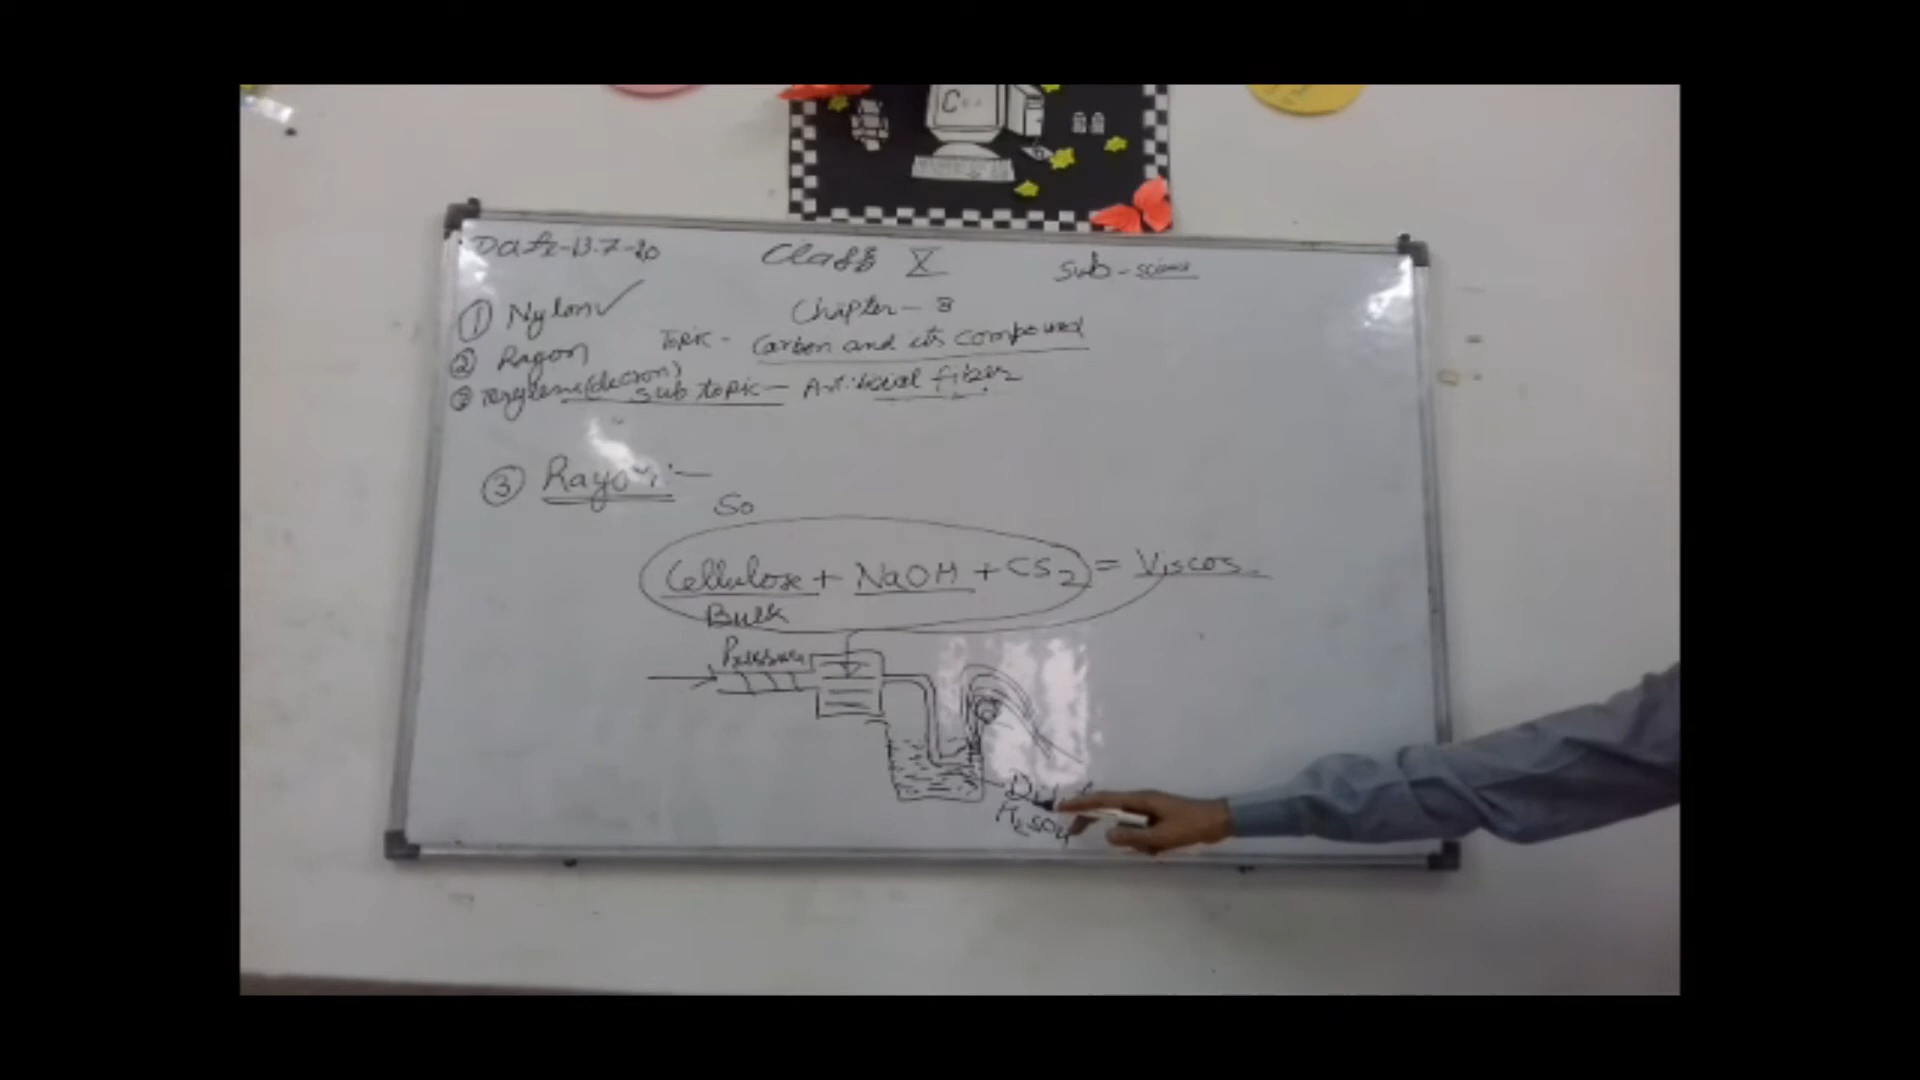 C++
Date-13.7-20
Class X
Sub - science
① Nylon ✓
Chapter - 3
② Rayon
Topic - Carbon and its compound
③ Terylene (decron)
Sub topic - Artificial fiber
③ Rayon :-
So
Cellulose + NaOH + CS2 = Viscos.
Bulk
Pressure
H2SO4